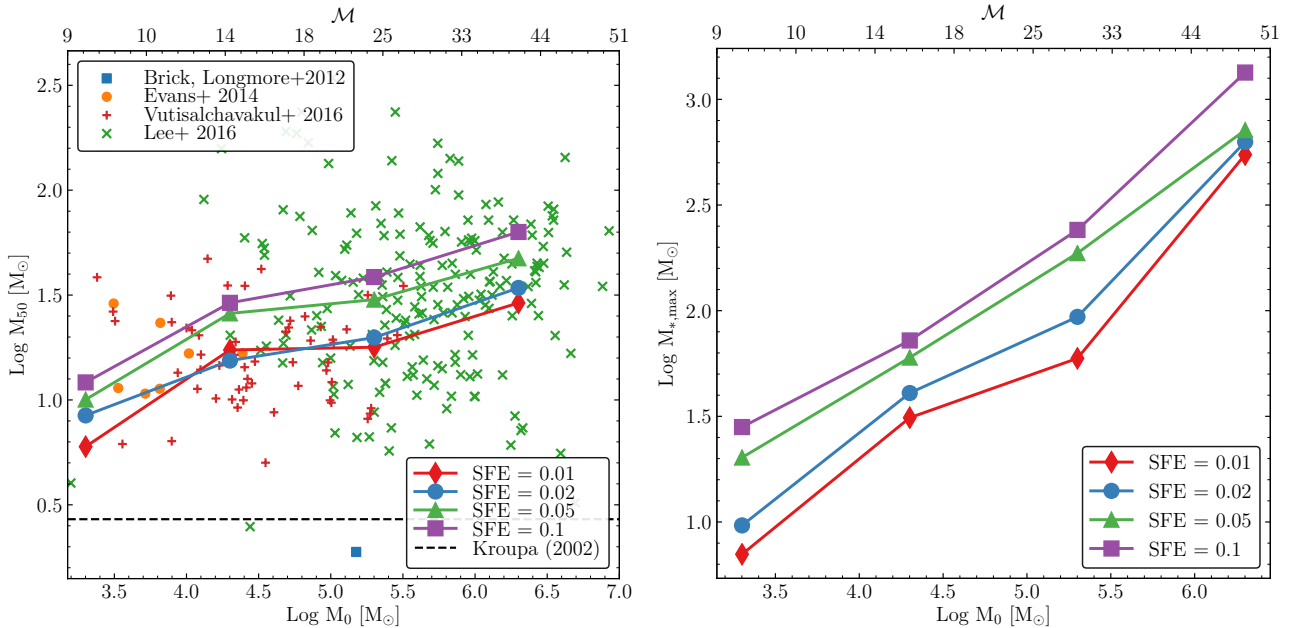 ℳ
9 10 14 18 25 33 44 51
2.5
2.0
1.5
1.0
0.5
Log M₅₀ [M☉]
Brick, Longmore+2012
Evans+ 2014
Vutisalchavakul+ 2016
Lee+ 2016
SFE = 0.01
SFE = 0.02
SFE = 0.05
SFE = 0.1
Kroupa (2002)
3.5 4.0 4.5 5.0 5.5 6.0 6.5 7.0
Log M₀ [M☉]
ℳ
9 10 14 18 25 33 44 51
3.0
2.5
2.0
1.5
1.0
Log M*,max [M☉]
SFE = 0.01
SFE = 0.02
SFE = 0.05
SFE = 0.1
3.5 4.0 4.5 5.0 5.5 6.0
Log M₀ [M☉]